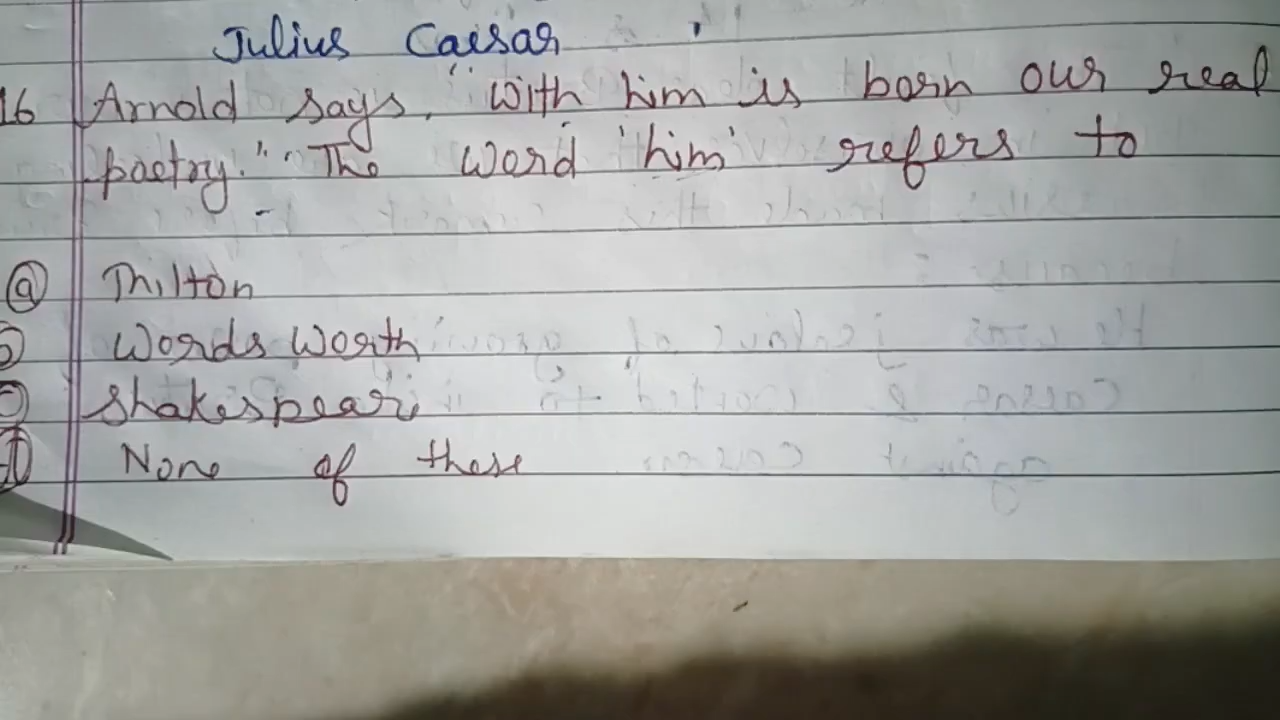 Julius Caesar
16 Arnold says, "With him is born our real
poetry." The word 'him' refers to
(a) Milton
(b) Words Worth
(c) Shakespeare
(d) None of these